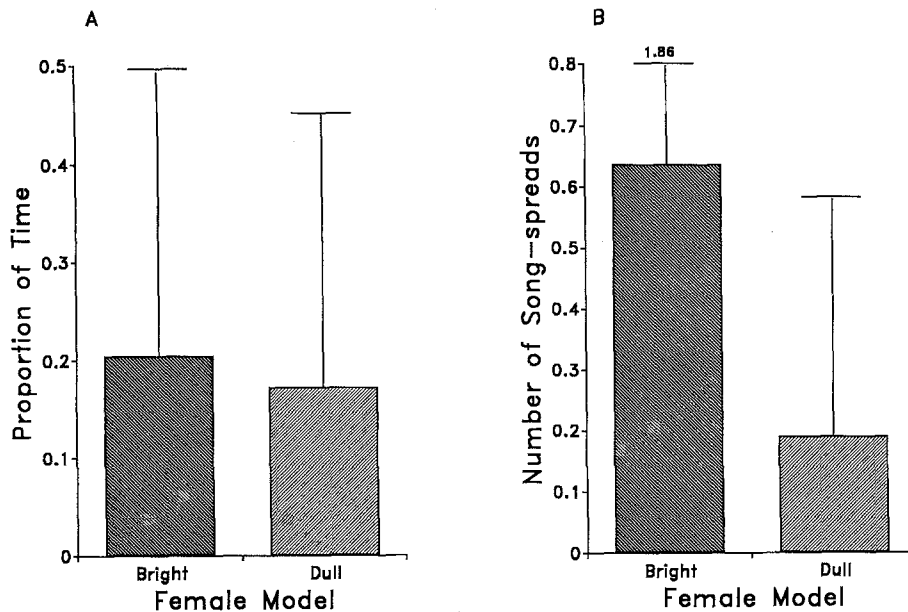 A
0.5
0.4
0.3
0.2
0.1
0
Proportion of Time
Bright
Dull
Female Model
B
1.86
0.8
0.7
0.6
0.5
0.4
0.3
0.2
0.1
0
Number of Song-spreads
Bright
Dull
Female Model